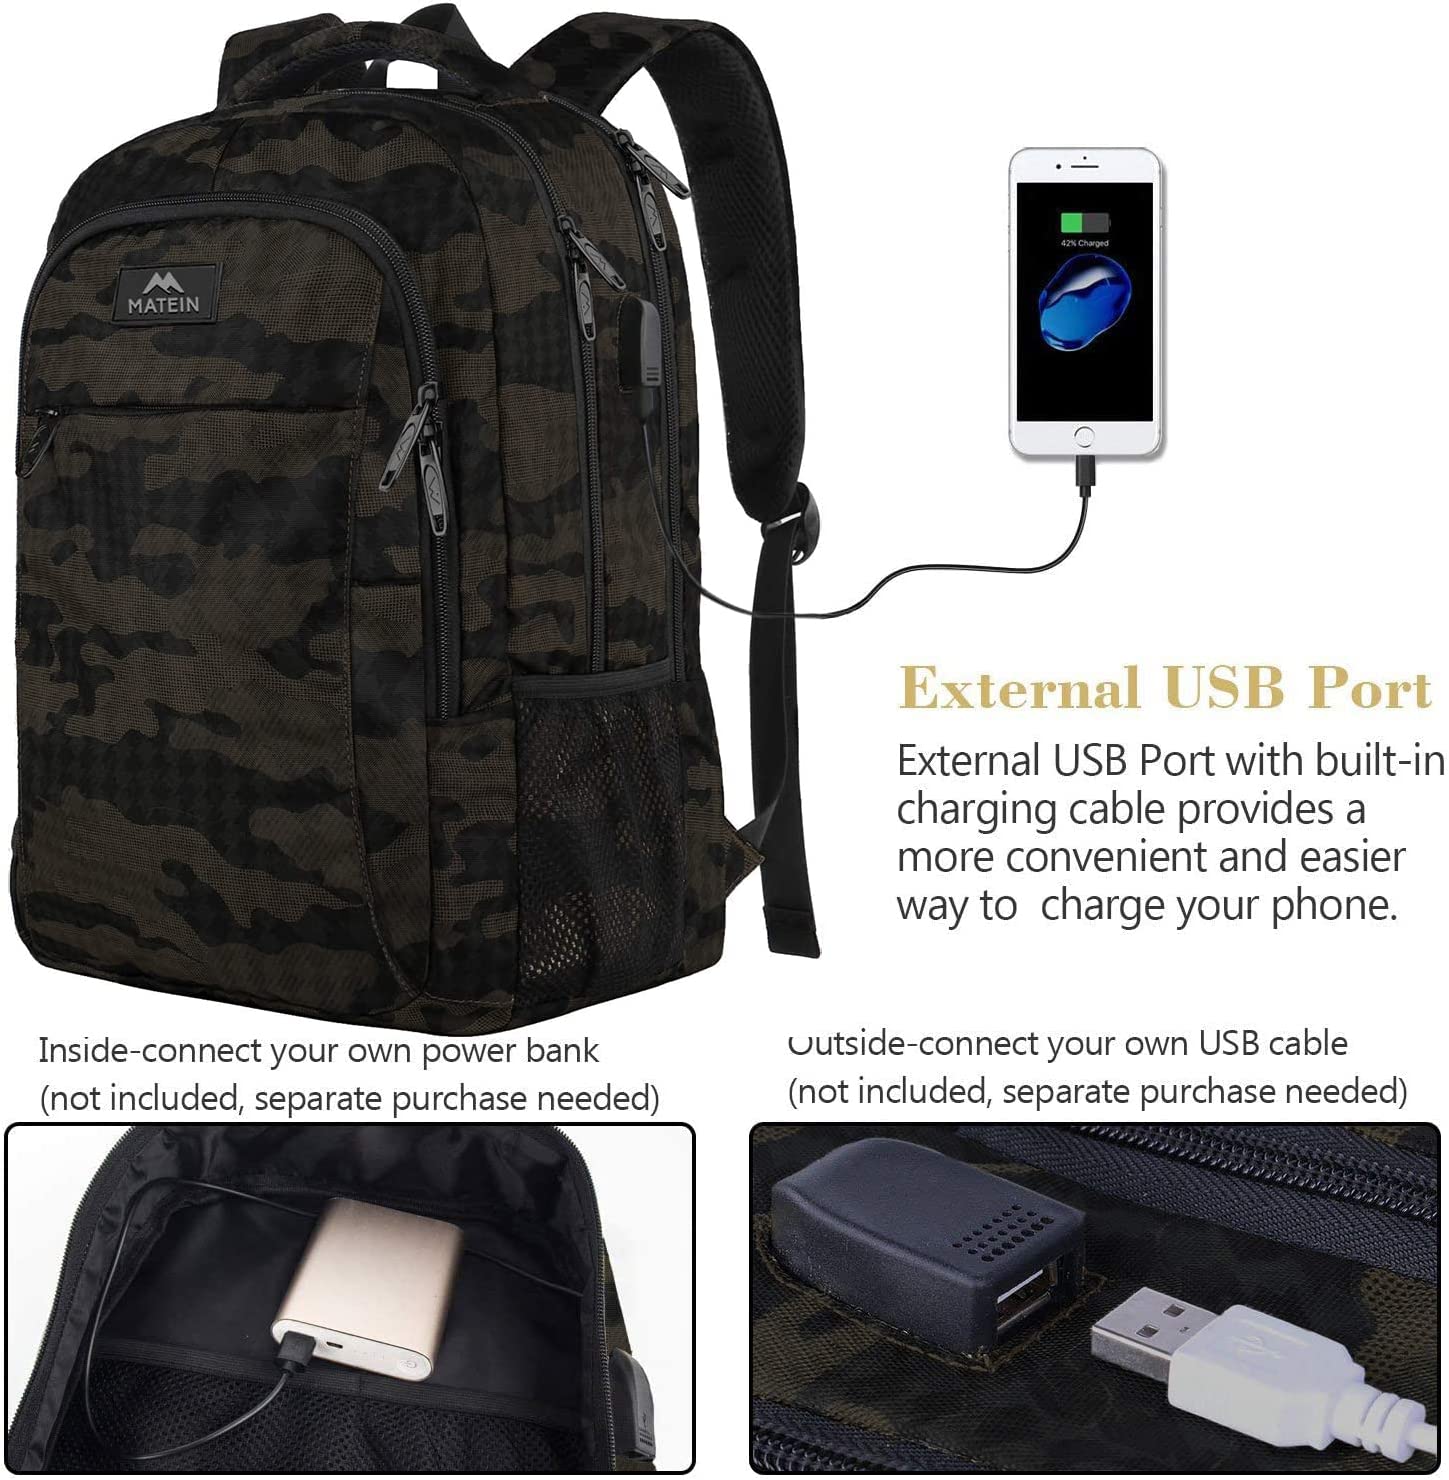 MATEIN
42% Charged
External USB Port
External USB Port with built-in
charging cable provides a
more convenient and easier
way to charge your phone.
Inside-connect your own power bank
(not included, separate purchase needed)
Outside-connect your own USB cable
(not included, separate purchase needed)